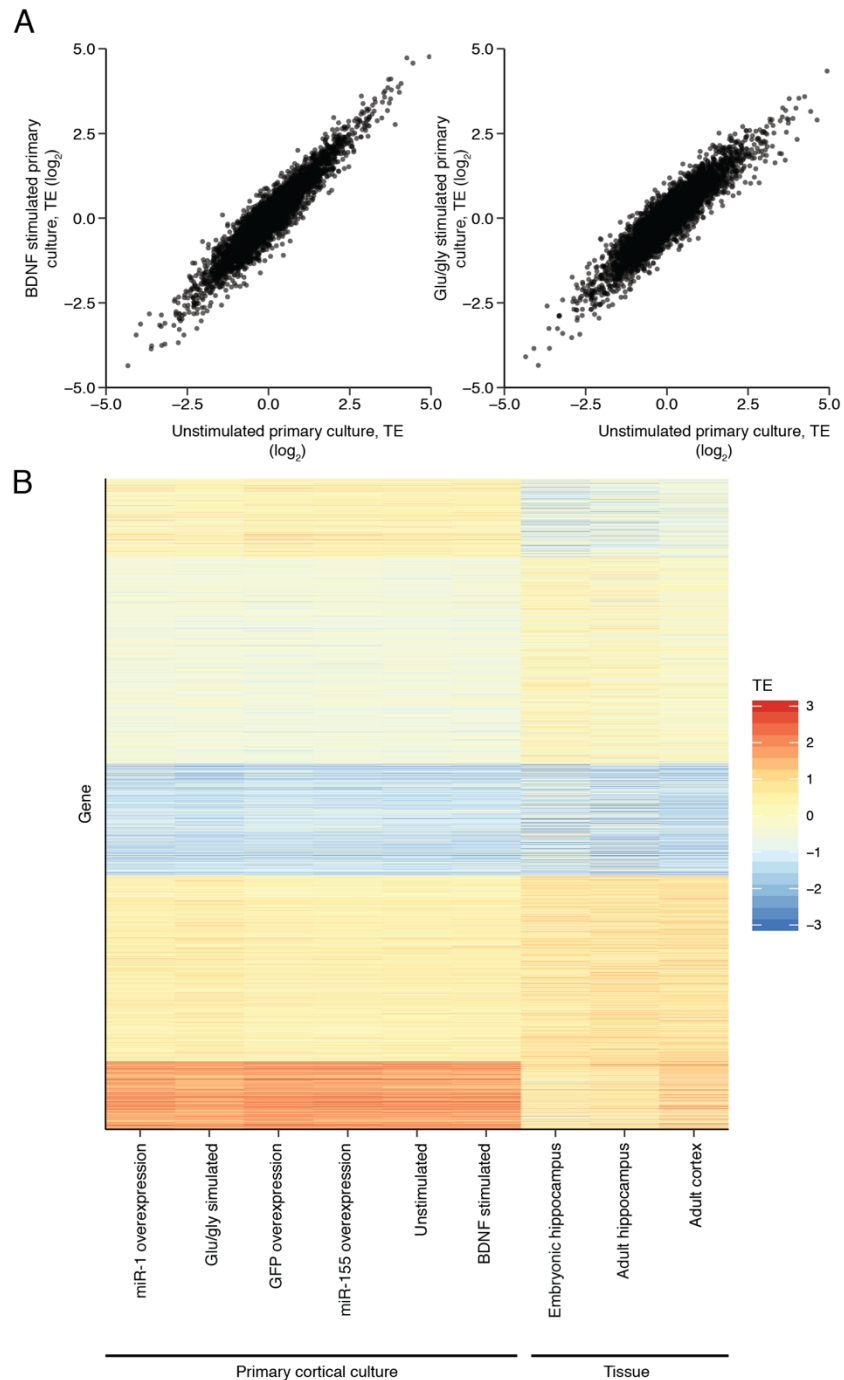 A
5.0
2.5
0.0
−2.5
−5.0
BDNF stimulated primary
culture, TE (log2)
−5.0
−2.5
0.0
2.5
5.0
Unstimulated primary culture, TE
(log2)
5.0
2.5
0.0
−2.5
−5.0
Glu/gly stimulated primary
culture, TE (log2)
−5.0
−2.5
0.0
2.5
5.0
Unstimulated primary culture, TE
(log2)
B
Gene
TE
3
2
1
0
−1
−2
−3
miR-1 overexpression
Glu/gly simulated
GFP overexpression
miR-155 overexpression
Unstimulated
BDNF stimulated
Embryonic hippocampus
Adult hippocampus
Adult cortex
Primary cortical culture
Tissue